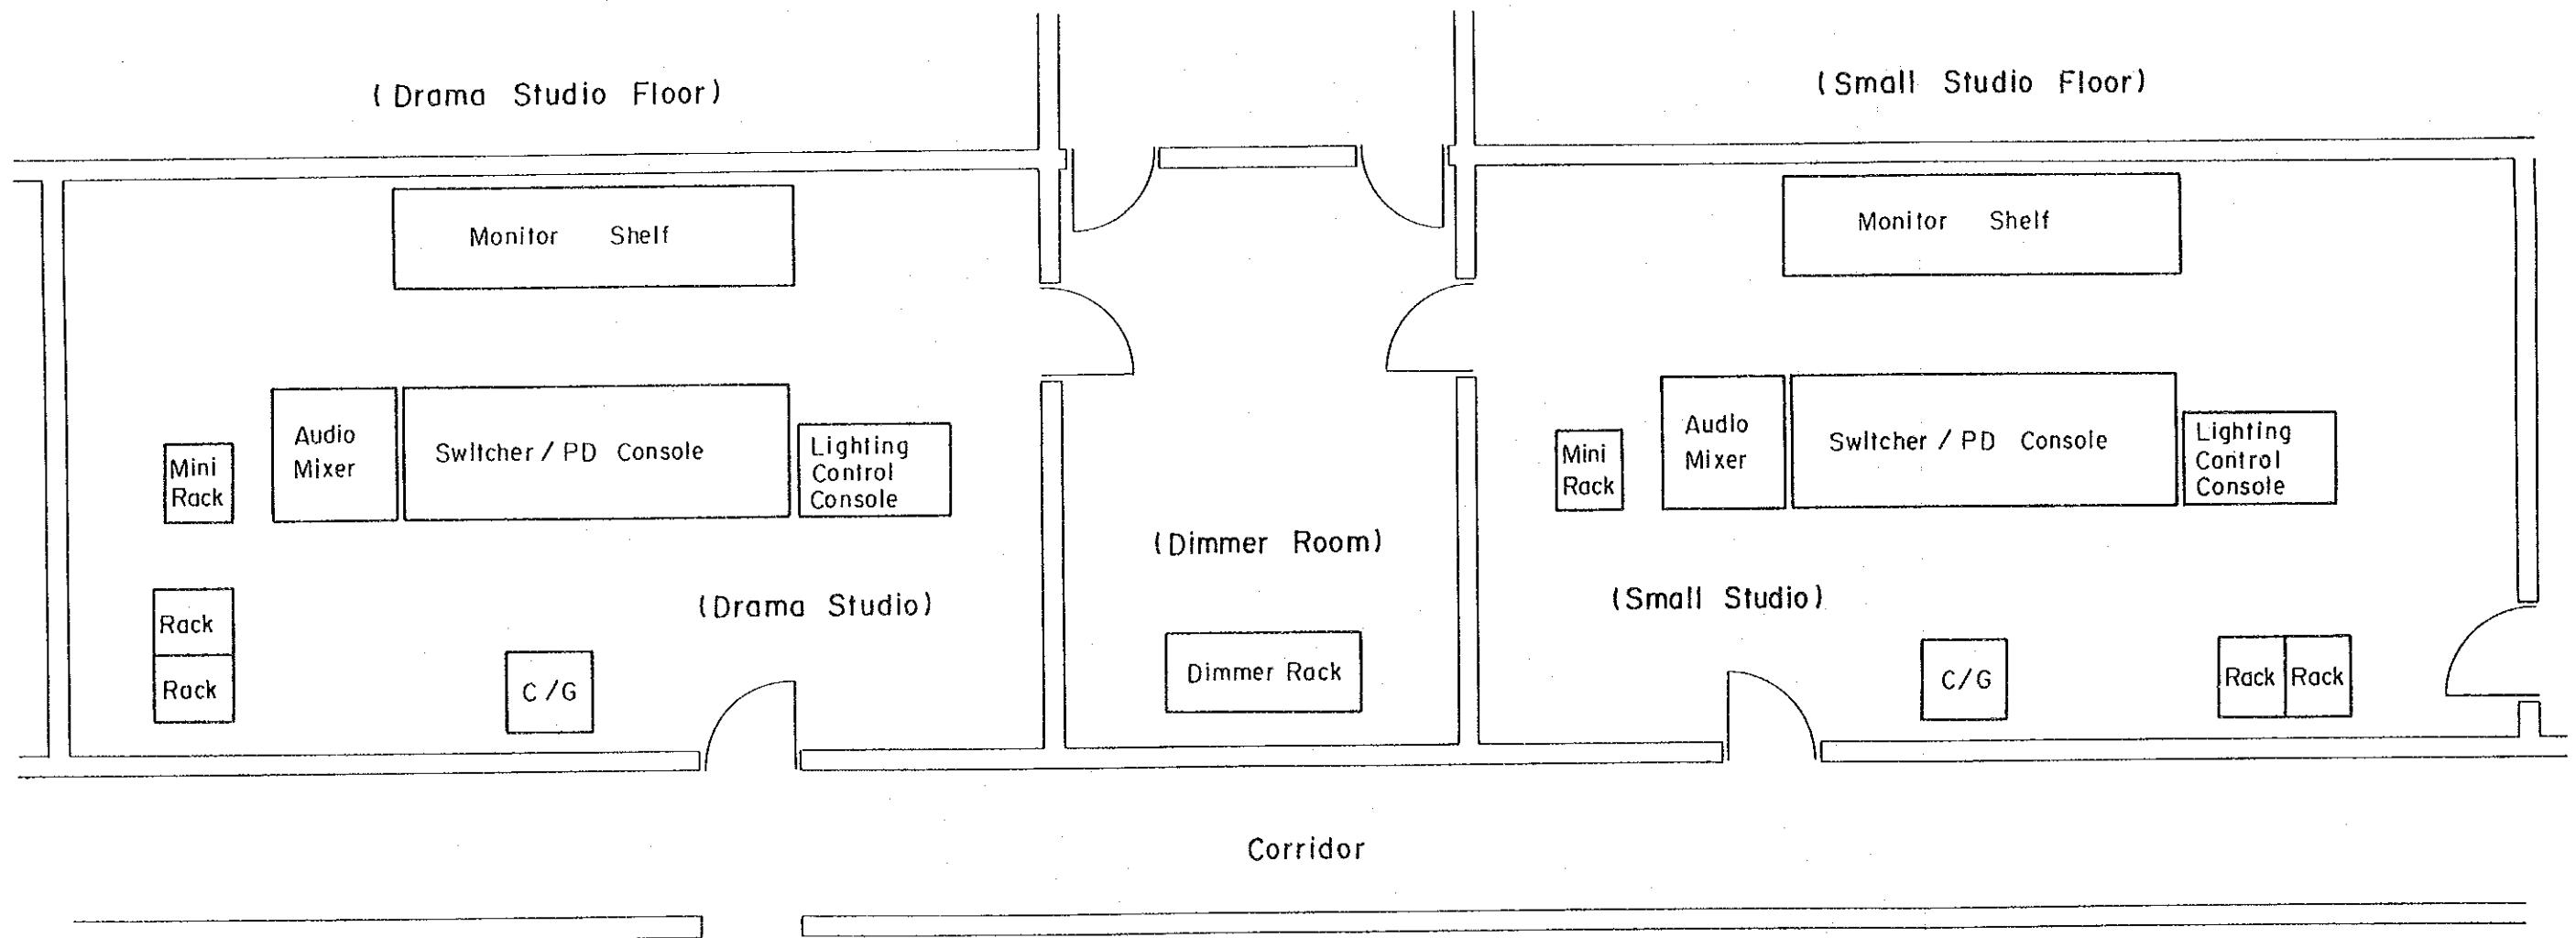 (Drama Studio Floor)
(Small Studio Floor)
Monitor Shelf
Monitor Shelf
Mini
Rack
Audio
Mixer
Switcher / PD Console
Lighting
Control
Console
Mini
Rack
Audio
Mixer
Switcher / PD Console
Lighting
Control
Console
(Dimmer Room)
(Drama Studio)
(Small Studio)
Rack
Rack
C/G
Dimmer Rack
C/G
Rack
Rack
Corridor